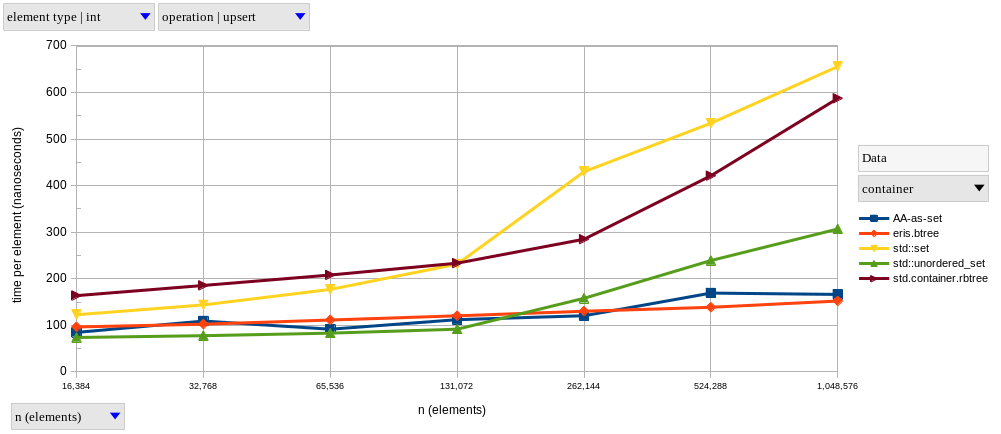 element type | int
operation | upsert
700
600
500
400
300
200
100
0
time per element (nanoseconds)
16,384
32,768
65,536
131,072
262,144
524,288
1,048,576
n (elements)
n (elements)
Data
container
AA-as-set
eris.btree
std::set
std::unordered_set
std.container.rbtree